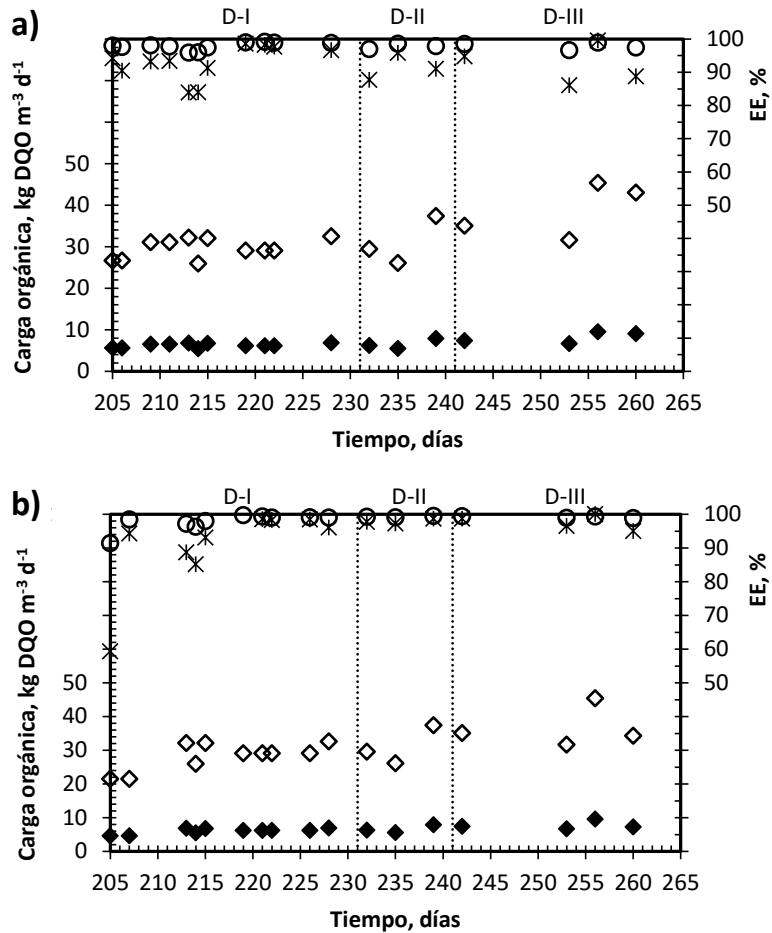 a)
D-I D-II D-III
Carga orgánica, kg DQO m⁻³ d⁻¹
50
40
30
20
10
0
100
90
80
70
60
50
EE, %
205 210 215 220 225 230 235 240 245 250 255 260 265
Tiempo, días
b)
D-I D-II D-III
Carga orgánica, kg DQO m⁻³ d⁻¹
50
40
30
20
10
0
100
90
80
70
60
50
EE, %
205 210 215 220 225 230 235 240 245 250 255 260 265
Tiempo, días